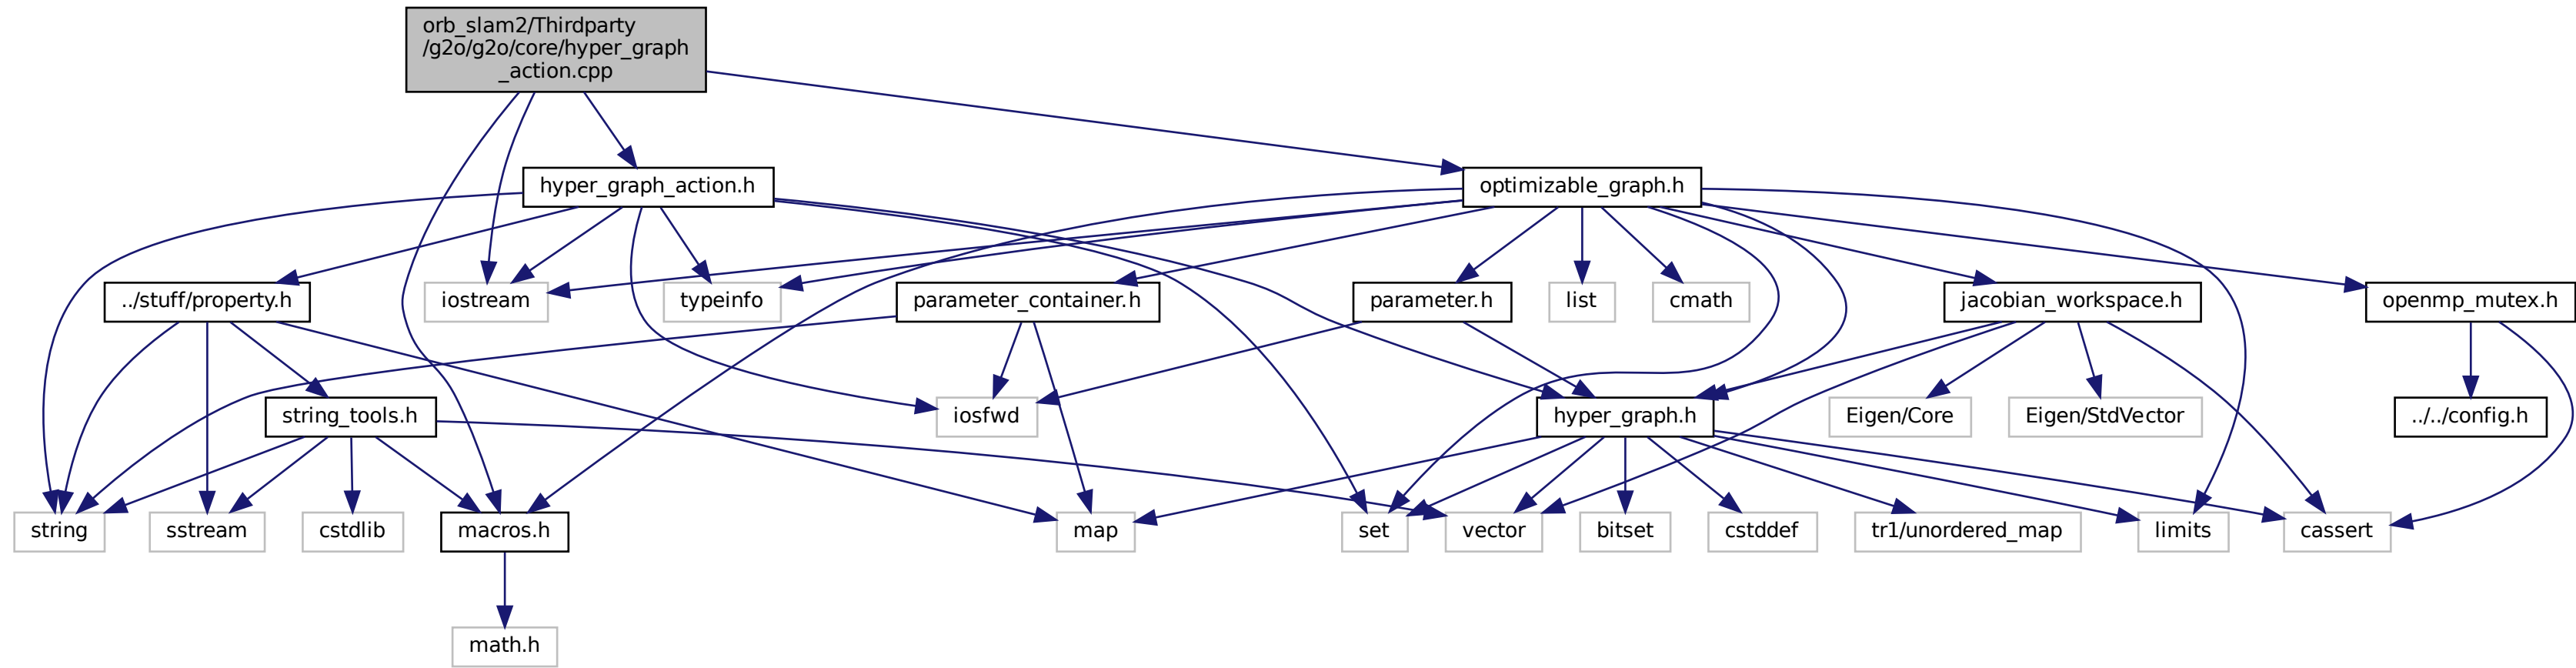 orb_slam2/Thirdparty
/g2o/g2o/core/hyper_graph
_action.cpp
hyper_graph_action.h
optimizable_graph.h
../stuff/property.h
iostream
typeinfo
parameter_container.h
parameter.h
list
cmath
jacobian_workspace.h
openmp_mutex.h
string_tools.h
iosfwd
hyper_graph.h
Eigen/Core
Eigen/StdVector
../../config.h
string
sstream
cstdlib
macros.h
map
set
vector
bitset
cstddef
tr1/unordered_map
limits
cassert
math.h